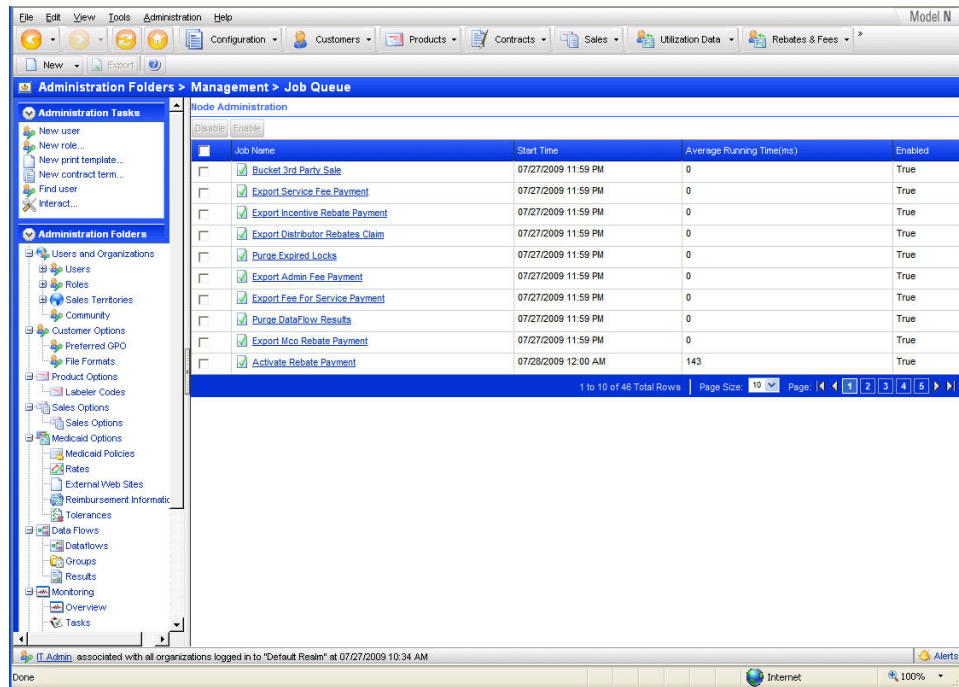 File Edit View Tools Administration Help Model N
Configuration Customers Products Contracts Sales Utilization Data Rebates & Fees »
New Export
Administration Folders > Management > Job Queue
Administration Tasks
New user
New role...
New print template...
New contract term...
Find user
Interact...
Administration Folders
Users and Organizations
Users
Roles
Sales Territories
Community
Customer Options
Preferred GPO
File Formats
Product Options
Labeler Codes
Sales Options
Sales Options
Medicaid Options
Medicaid Policies
Rates
External Web Sites
Reimbursement Informatic
Tolerances
Data Flows
Dataflows
Groups
Results
Monitoring
Overview
Tasks
Node Administration
Disable Enable
Job Name Start Time Average Running Time(ms) Enabled
Bucket 3rd Party Sale 07/27/2009 11:59 PM 0 True
Export Service Fee Payment 07/27/2009 11:59 PM 0 True
Export Incentive Rebate Payment 07/27/2009 11:59 PM 0 True
Export Distributor Rebates Claim 07/27/2009 11:59 PM 0 True
Purge Expired Locks 07/27/2009 11:59 PM 0 True
Export Admin Fee Payment 07/27/2009 11:59 PM 0 True
Export Fee For Service Payment 07/27/2009 11:59 PM 0 True
Purge DataFlow Results 07/27/2009 11:59 PM 0 True
Export Mco Rebate Payment 07/27/2009 11:59 PM 0 True
Activate Rebate Payment 07/28/2009 12:00 AM 143 True
1 to 10 of 46 Total Rows Page Size: 10 Page: 1 2 3 4 5
IT Admin associated with all organizations logged in to "Default Realm" at 07/27/2009 10:34 AM Alerts
Done Internet 100%